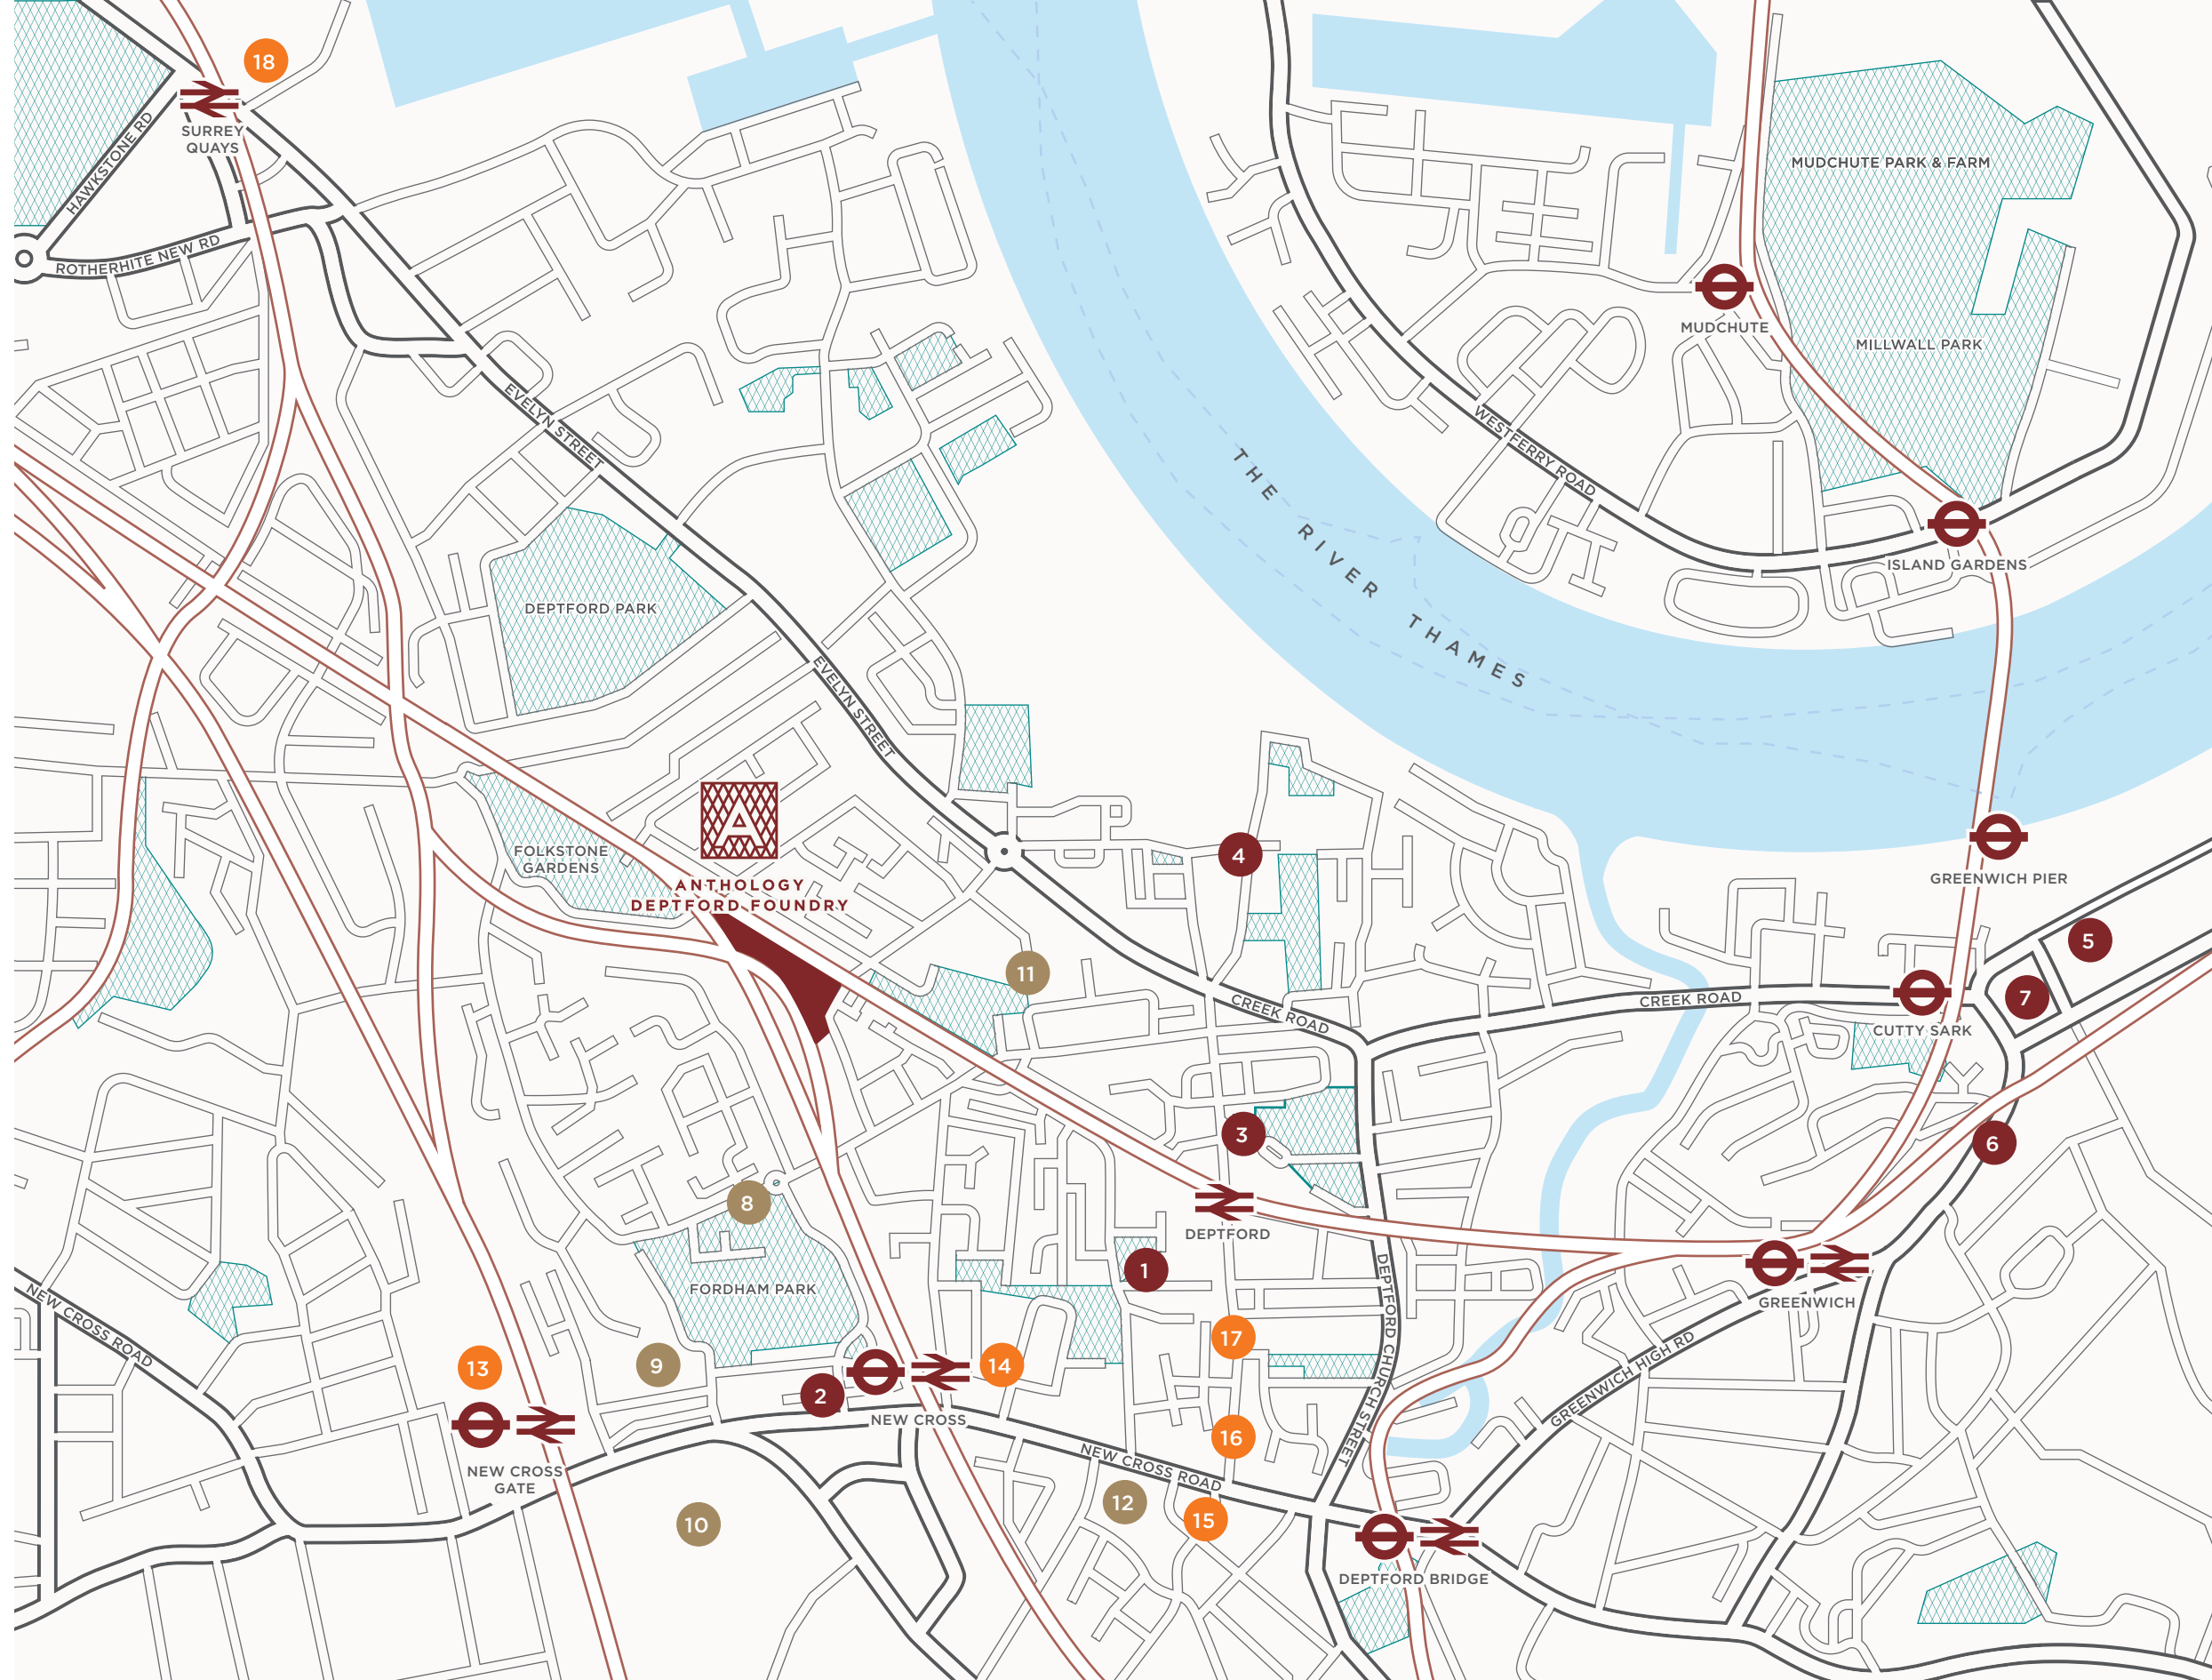 18
SURREY
QUAYS
HAWKSTONE RD
ROTHERHITE NEW RD
MUDCHUTE PARK & FARM
MUDCHUTE
MILLWALL PARK
EVELYN STREET
WESTFERRY ROAD
THE RIVER THAMES
ISLAND GARDENS
DEPTFORD PARK
EVELYN STREET
A
FOLKSTONE
GARDENS
ANTHOLOGY
DEPTFORD FOUNDRY
4
GREENWICH PIER
5
11
7
CREEK ROAD
CREEK ROAD
CUTTY SARK
3
6
8
DEPTFORD
1
FORDHAM PARK
DEPTFORD CHURCH STREET
GREENWICH
NEW CROSS ROAD
17
GREENWICH HIGH RD
13
9
14
2
NEW CROSS
16
NEW CROSS ROAD
NEW CROSS
GATE
12
15
10
DEPTFORD BRIDGE